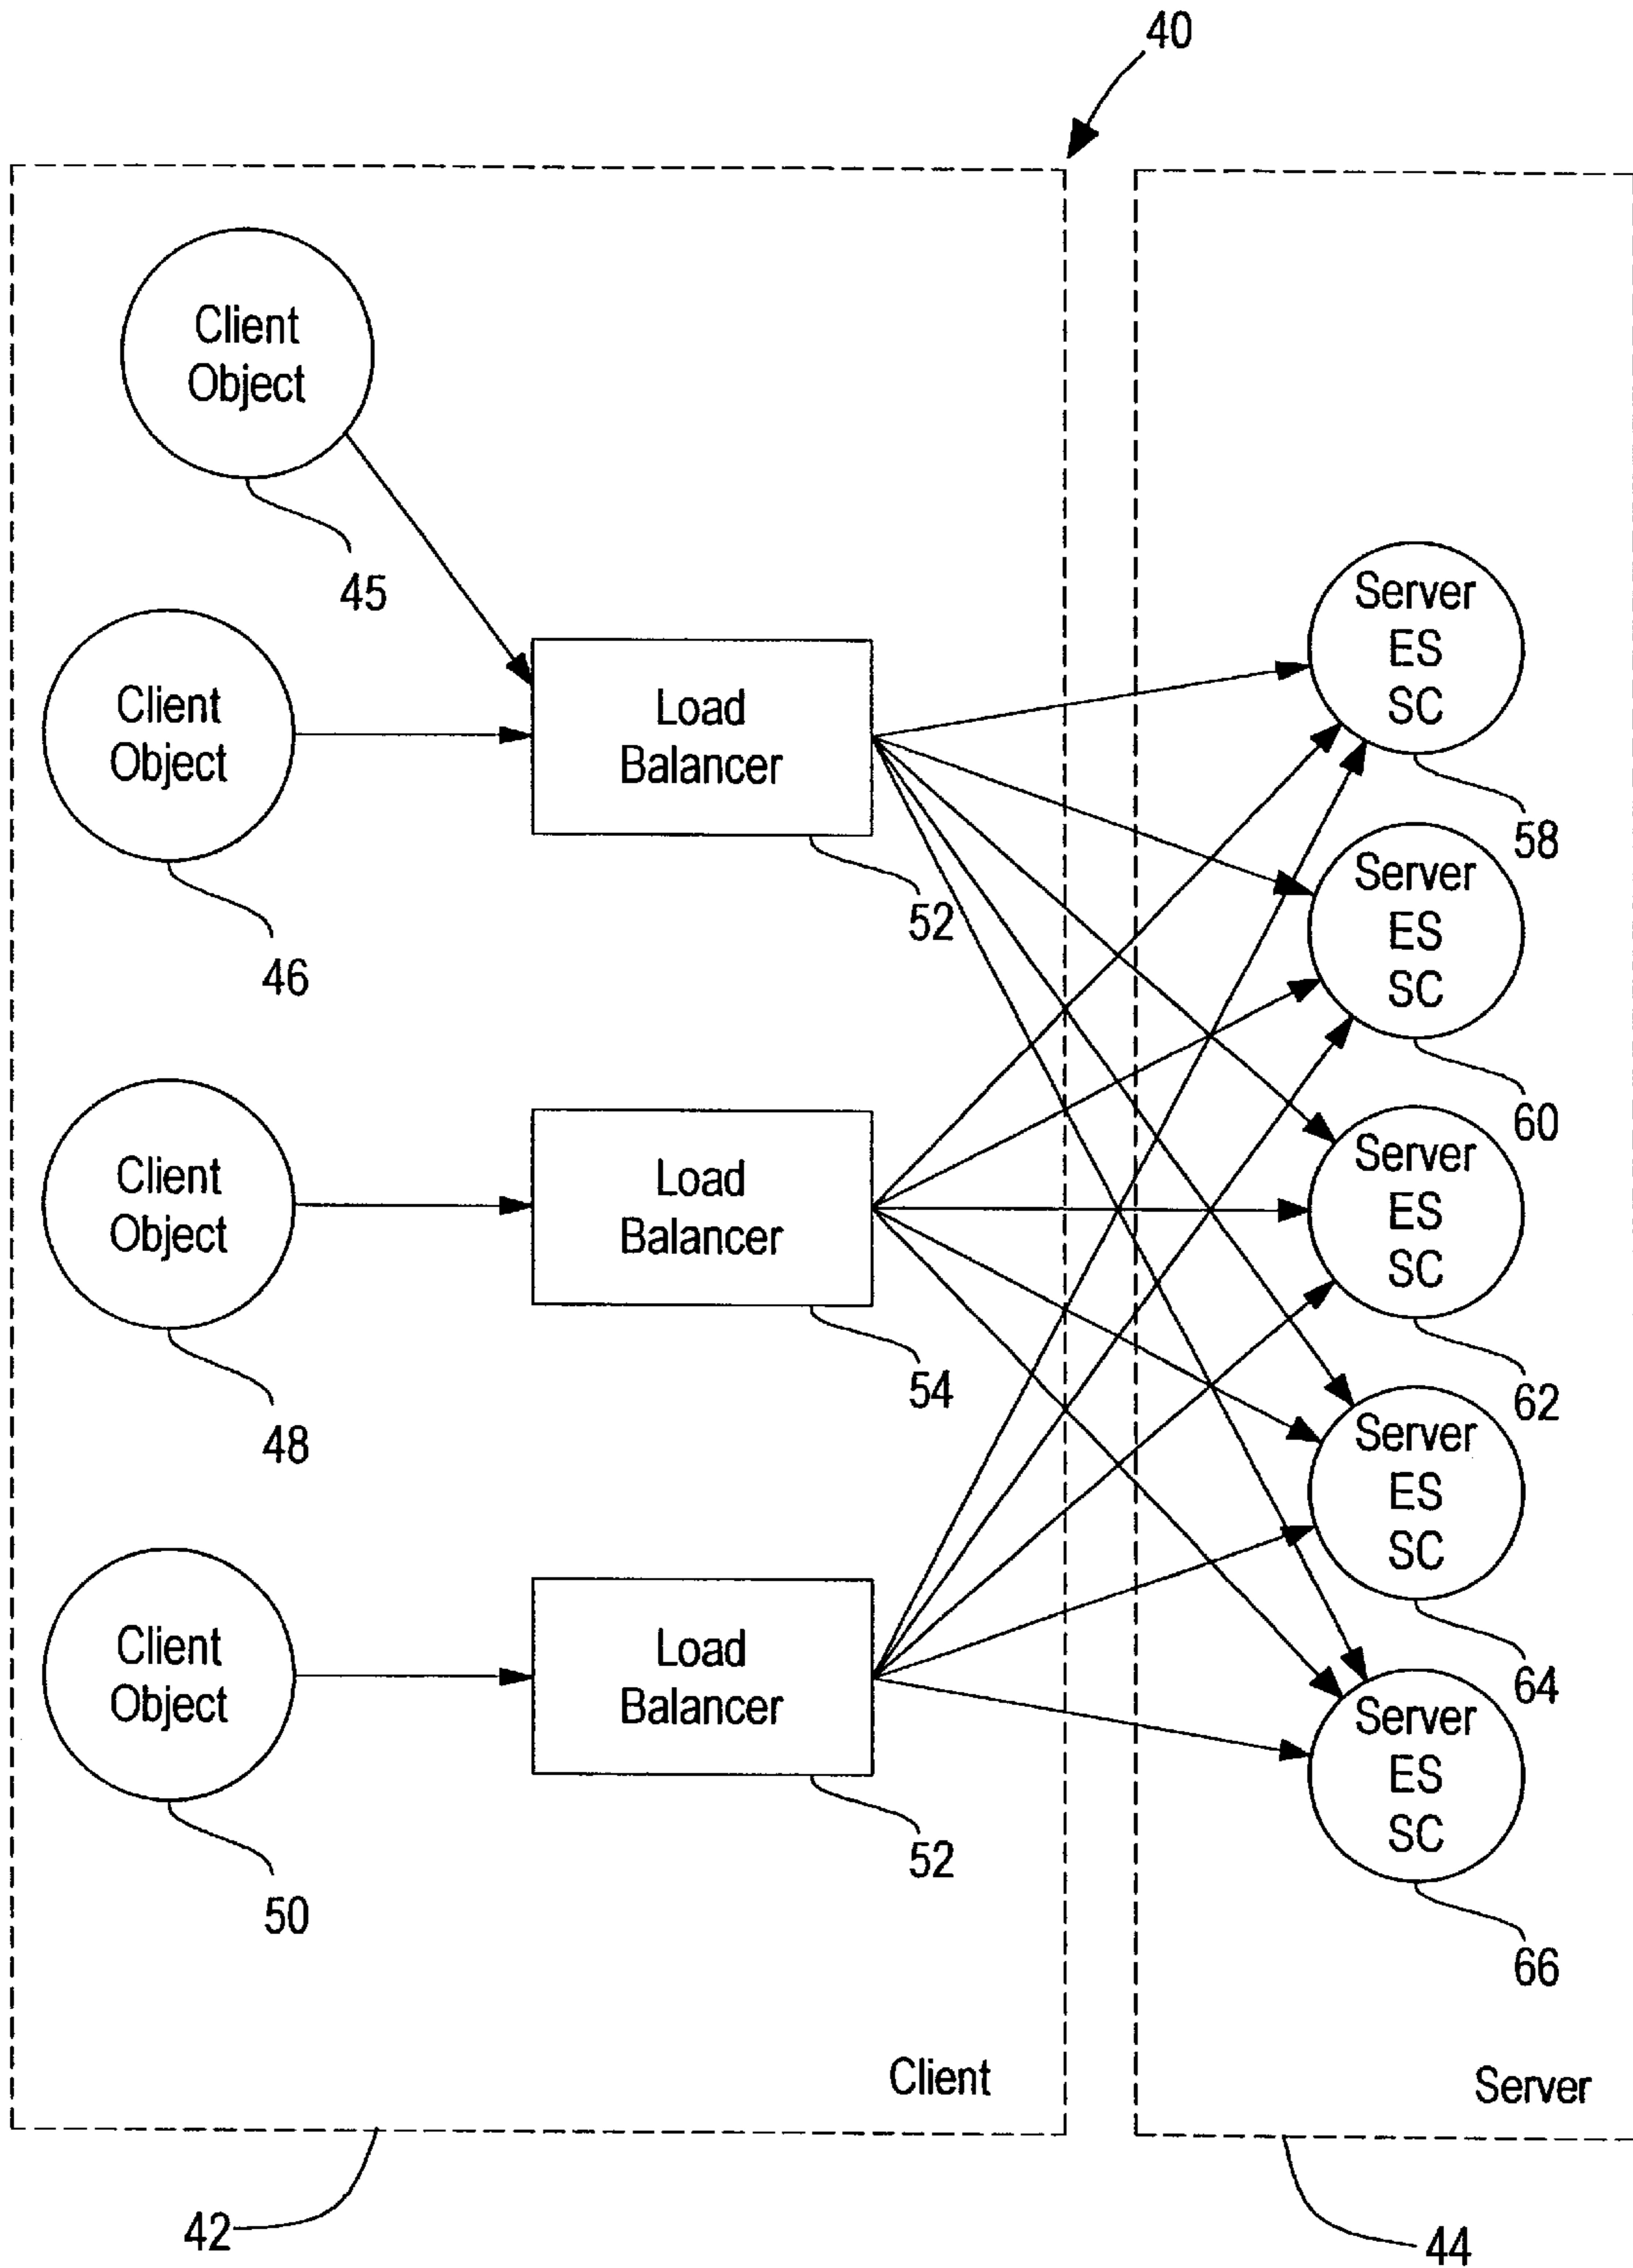 40
Client
Object
45
Client
Object
46
Load
Balancer
52
Client
Object
48
Load
Balancer
54
Client
Object
50
Load
Balancer
52
Client
42
Server
ES
SC
58
Server
ES
SC
60
Server
ES
SC
62
Server
ES
SC
64
Server
ES
SC
66
Server
44